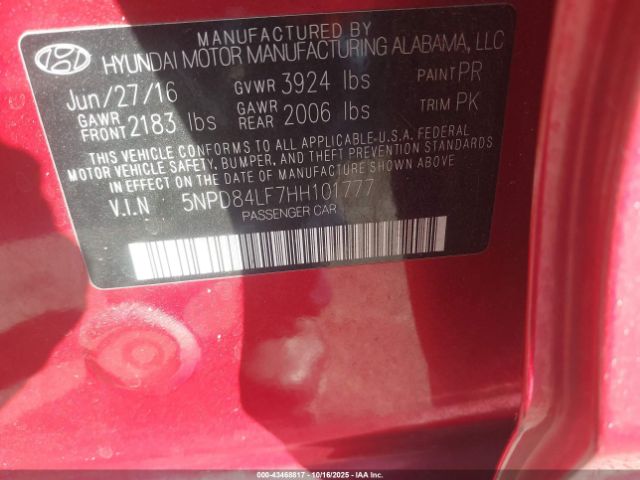 MANUFACTURED BY
HYUNDAI MOTOR MANUFACTURING ALABAMA, LLC
Jun/27/16 GVWR 3924 lbs PAINT PR
GAWR FRONT 2183 lbs GAWR REAR 2006 lbs TRIM PK
THIS VEHICLE CONFORMS TO ALL APPLICABLE-U.S.A. FEDERAL
MOTOR VEHICLE SAFETY, BUMPER, AND THEFT PREVENTION STANDARDS
IN EFFECT ON THE DATE OF MANUFACTURE SHOWN ABOVE
V.I.N 5NPD84LF7HH101777
PASSENGER CAR
000-43468817 - 10/16/2025 - IAA, Inc.